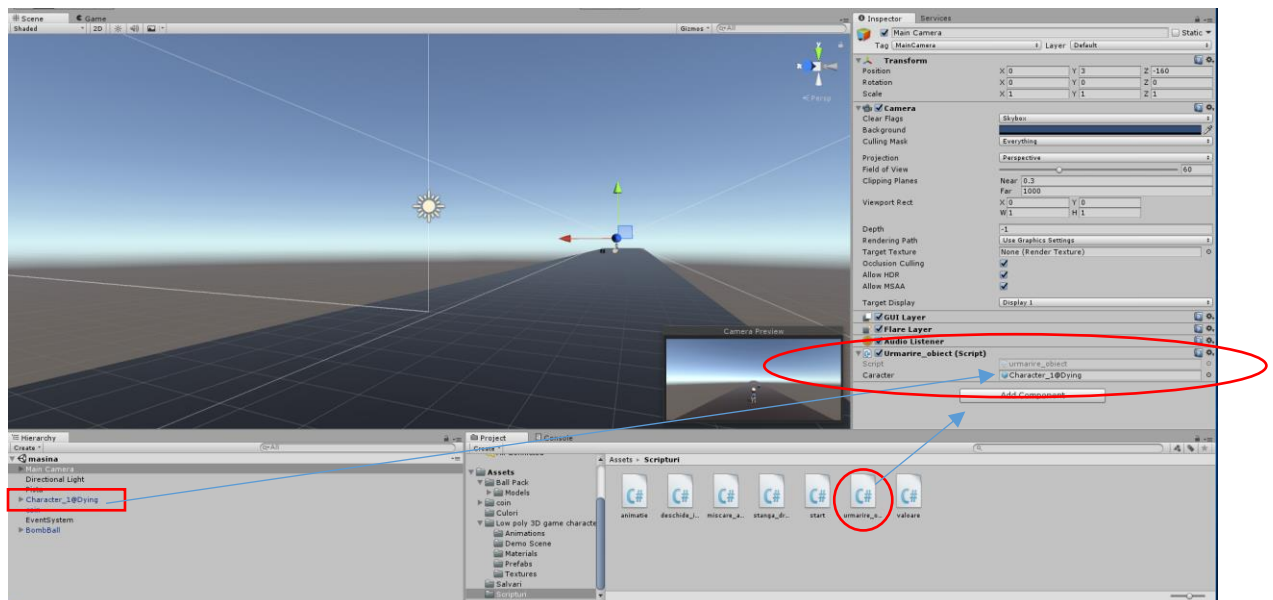 Scene Game
Shaded 2D Gizmos Q▾All
Persp
Camera Preview
Inspector Services
Main Camera Static
Tag MainCamera Layer Default
Transform
Position X 0 Y 3 Z -160
Rotation X 0 Y 0 Z 0
Scale X 1 Y 1 Z 1
Camera
Clear Flags Skybox
Background
Culling Mask Everything
Projection Perspective
Field of View 60
Clipping Planes Near 0.3
Far 1000
Viewport Rect X 0 Y 0
W 1 H 1
Depth -1
Rendering Path Use Graphics Settings
Target Texture None (Render Texture)
Occlusion Culling
Allow HDR
Allow MSAA
Target Display Display 1
GUI Layer
Flare Layer
Audio Listener
Urmarire_obiect (Script)
Script urmarire_obiect
Caracter Character_1@Dying
Add Component
Hierarchy
Create Q▾All
masina
Main Camera
Directional Light
Character_1@Dying
EventSystem
BombBall
Project Console
Create
Assets
Ball Pack
Models
coin
Culori
Low poly 3D game characte
Animations
Demo Scene
Materials
Prefabs
Textures
Salvari
Scripturi
Assets Scripturi
C# C# C# C# C# C# C#
animatie deschide_i... miscare_a... stanga_dr... start urmarire_o... valoare